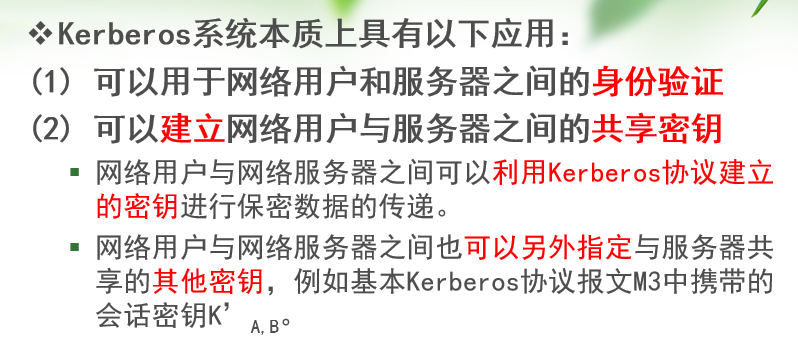 ❖Kerberos系统本质上具有以下应用：
(1) 可以用于网络用户和服务器之间的身份验证
(2) 可以建立网络用户与服务器之间的共享密钥
▪ 网络用户与网络服务器之间可以利用Kerberos协议建立
的密钥进行保密数据的传递。
▪ 网络用户与网络服务器之间也可以另外指定与服务器共
享的其他密钥，例如基本Kerberos协议报文M3中携带的
会话密钥K’A,B。